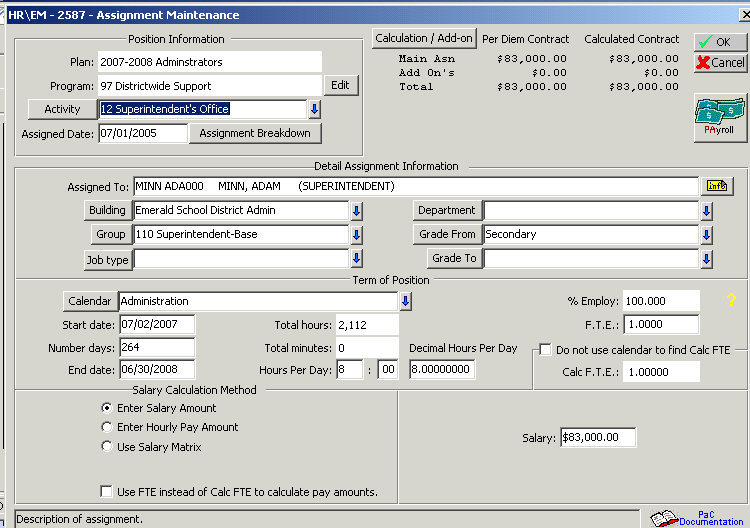 HR\EM - 2587 - Assignment Maintenance
Position Information
Plan: 2007-2008 Adminstrators
Program: 97 Districtwide Support Edit
Activity 12 Superintendent's Office
Assigned Date: 07/01/2005 Assignment Breakdown
Calculation / Add-on Per Diem Contract Calculated Contract
Main Asn $83,000.00 $83,000.00
Add On's $0.00 $0.00
Total $83,000.00 $83,000.00
OK
Cancel
PAyroll
Detail Assignment Information
Assigned To: MINN ADA000 MINN, ADAM (SUPERINTENDENT) Info
Building Emerald School District Admin Department
Group 110 Superintendent-Base Grade From Secondary
Job type Grade To
Term of Position
Calendar Administration % Employ: 100.000 ?
Start date: 07/02/2007 Total hours: 2,112 F.T.E.: 1.0000
Number days: 264 Total minutes: 0 Decimal Hours Per Day Do not use calendar to find Calc FTE
End date: 06/30/2008 Hours Per Day: 8 : 00 8.00000000 Calc F.T.E.: 1.00000
Salary Calculation Method
Enter Salary Amount
Enter Hourly Pay Amount
Use Salary Matrix
Salary: $83,000.00
Use FTE instead of Calc FTE to calculate pay amounts.
Description of assignment.
PaC
Documentation